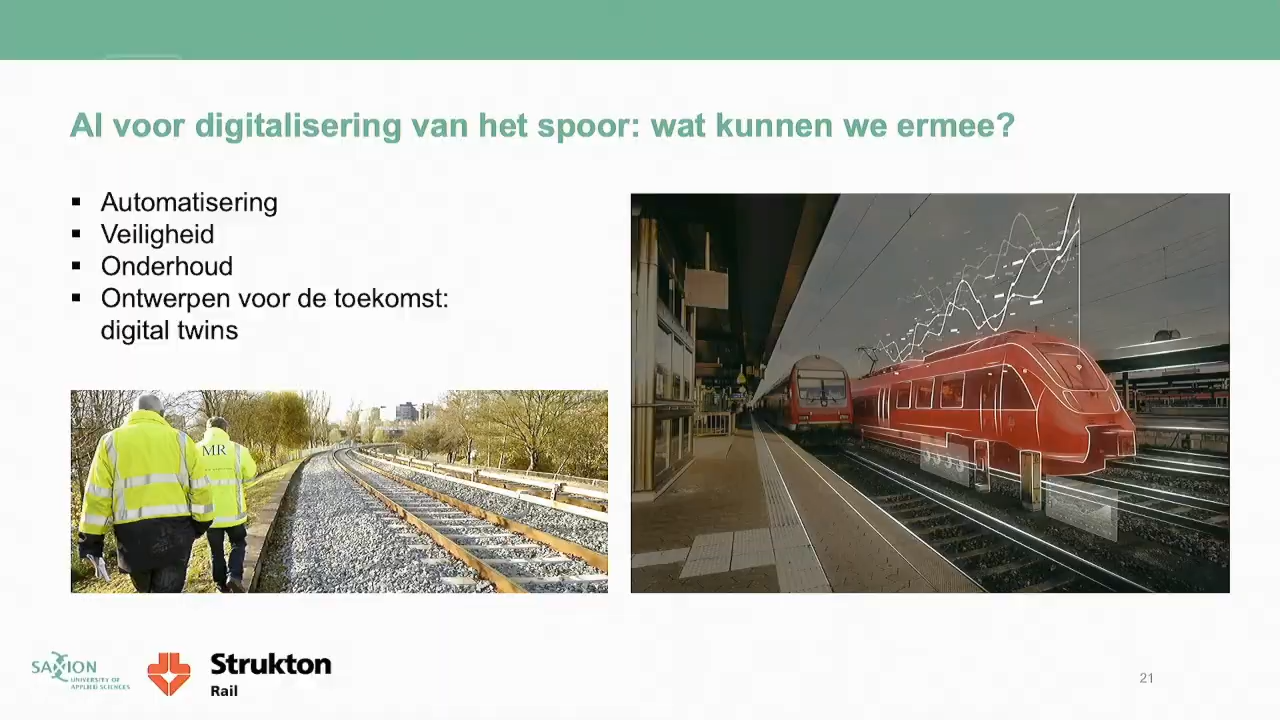 AI voor digitalisering van het spoor: wat kunnen we ermee?
Automatisering
Veiligheid
Onderhoud
Ontwerpen voor de toekomst:
digital twins
MR
SAXION
UNIVERSITY OF
APPLIED SCIENCES
Strukton
Rail
21